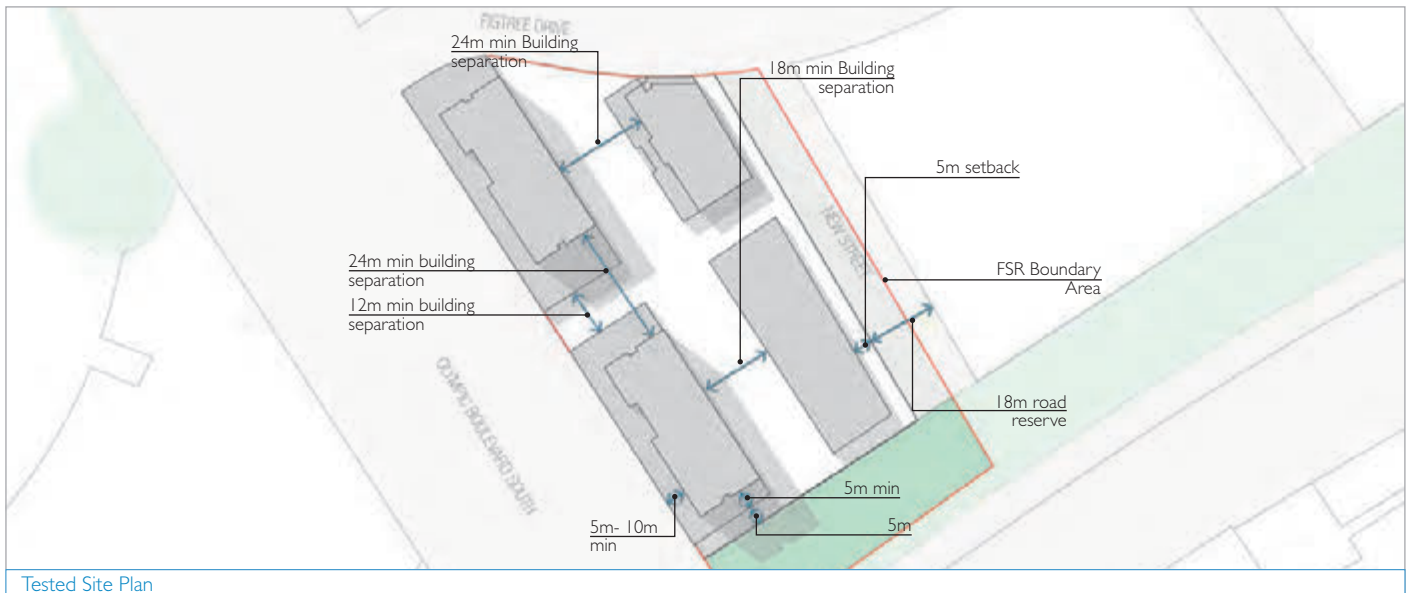 FIGTREE DRIVE
24m min Building
separation
18m min Building
separation
5m setback
NEW STREET
24m min building
separation
FSR Boundary
Area
12m min building
separation
OLYMPIC BOULEVARD SOUTH
18m road
reserve
5m min
5m- 10m
min
5m
Tested Site Plan